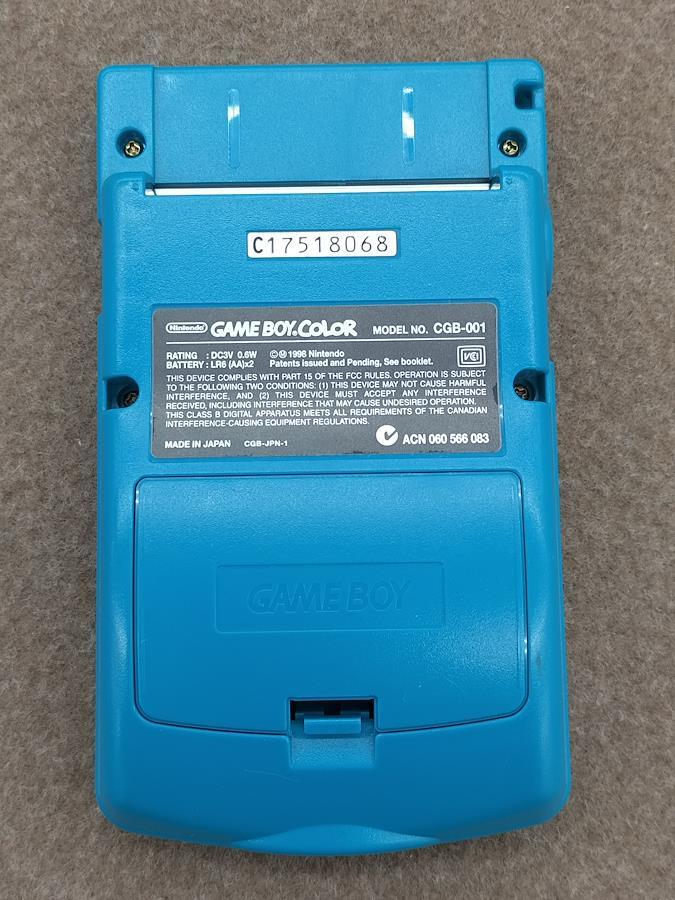 C17518068
Nintendo GAME BOY COLOR MODEL NO. CGB-001
RATING : DC3V 0.6W ©Ⓜ1998 Nintendo
BATTERY : LR6 (AA)x2 Patents issued and Pending, See booklet.
VCI
THIS DEVICE COMPLIES WITH PART 15 OF THE FCC RULES. OPERATION IS SUBJECT
TO THE FOLLOWING TWO CONDITIONS: (1) THIS DEVICE MAY NOT CAUSE HARMFUL
INTERFERENCE, AND (2) THIS DEVICE MUST ACCEPT ANY INTERFERENCE
RECEIVED, INCLUDING INTERFERENCE THAT MAY CAUSE UNDESIRED OPERATION.
THIS CLASS B DIGITAL APPARATUS MEETS ALL REQUIREMENTS OF THE CANADIAN
INTERFERENCE-CAUSING EQUIPMENT REGULATIONS.
MADE IN JAPAN CGB-JPN-1 ACN 060 566 083
GAME BOY